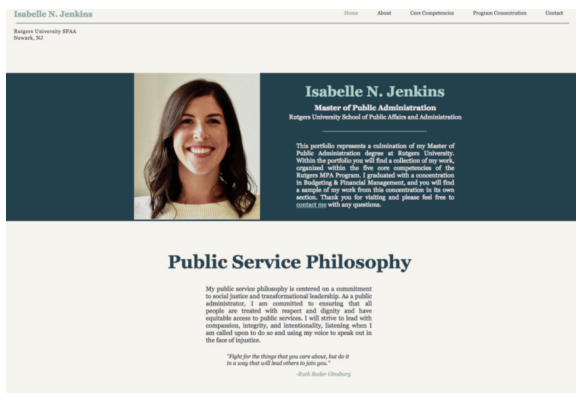 Isabelle N. Jenkins
Home About Core Competencies Program Concentration Contact
Rutgers University SPAA
Newark, NJ
Isabelle N. Jenkins
Master of Public Administration
Rutgers University School of Public Affairs and Administration
This portfolio represents a culmination of my Master of
Public Administration degree at Rutgers University.
Within the portfolio you will find a collection of my work,
organized within the five core competencies of the
Rutgers MPA Program. I graduated with a concentration
in Budgeting & Financial Management, and you will find
a sample of my work from this concentration in its own
section. Thank you for visiting and please feel free to
contact me with any questions.
Public Service Philosophy
My public service philosophy is centered on a commitment
to social justice and transformational leadership. As a public
administrator, I am committed to ensuring that all
people are treated with respect and dignity and have
equitable access to public services. I will strive to lead with
compassion, integrity, and intentionality, listening when I
am called upon to do so and using my voice to speak out in
the face of injustice.
"Fight for the things that you care about, but do it
in a way that will lead others to join you."
-Ruth Bader Ginsburg